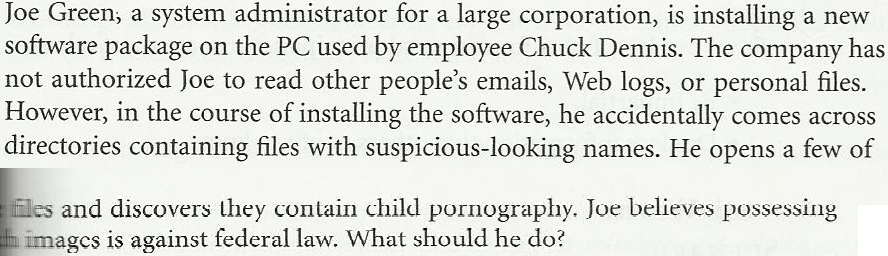 Joe Green, a system administrator for a large corporation, is installing a new
software package on the PC used by employee Chuck Dennis. The company has
not authorized Joe to read other people's emails, Web logs, or personal files.
However, in the course of installing the software, he accidentally comes across
directories containing files with suspicious-looking names. He opens a few of
files and discovers they contain child pornography. Joe believes possessing
images is against federal law. What should he do?